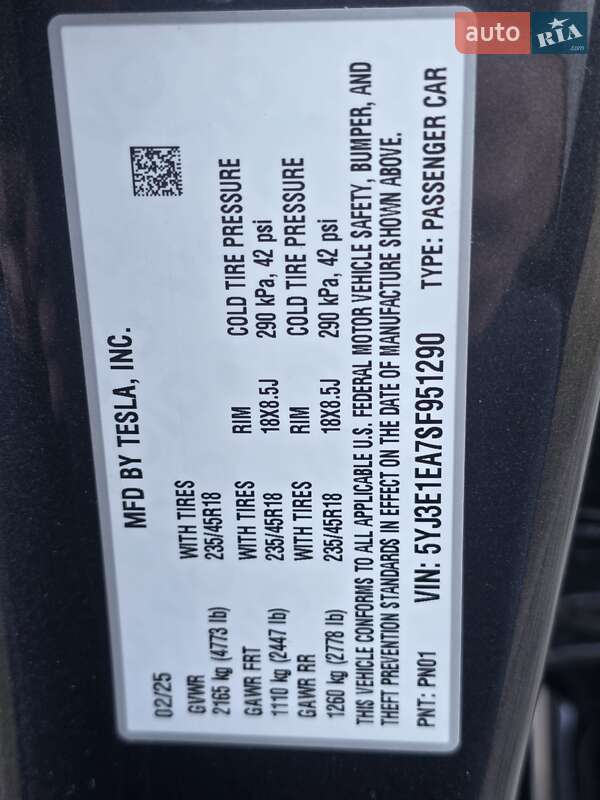 auto RIA .com
MFD BY TESLA, INC.
02/25
GVWR WITH TIRES
2165 kg (4773 lb) 235/45R18 RIM COLD TIRE PRESSURE
GAWR FRT WITH TIRES 18X8.5J 290 kPa, 42 psi
1110 kg (2447 lb) 235/45R18 RIM COLD TIRE PRESSURE
GAWR RR WITH TIRES
1260 kg (2778 lb) 235/45R18 18X8.5J 290 kPa, 42 psi
THIS VEHICLE CONFORMS TO ALL APPLICABLE U.S. FEDERAL MOTOR VEHICLE SAFETY, BUMPER, AND
THEFT PREVENTION STANDARDS IN EFFECT ON THE DATE OF MANUFACTURE SHOWN ABOVE.
PNT: PN01 VIN: 5YJ3E1EA7SF951290 TYPE: PASSENGER CAR